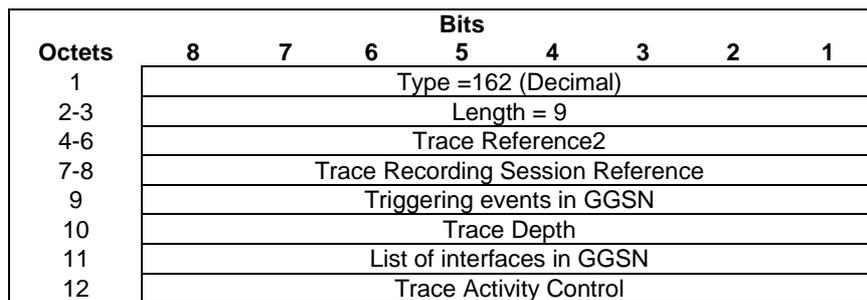 Bits
Octets 8 7 6 5 4 3 2 1
1 Type =162 (Decimal)
2-3 Length = 9
4-6 Trace Reference2
7-8 Trace Recording Session Reference
9 Triggering events in GGSN
10 Trace Depth
11 List of interfaces in GGSN
12 Trace Activity Control